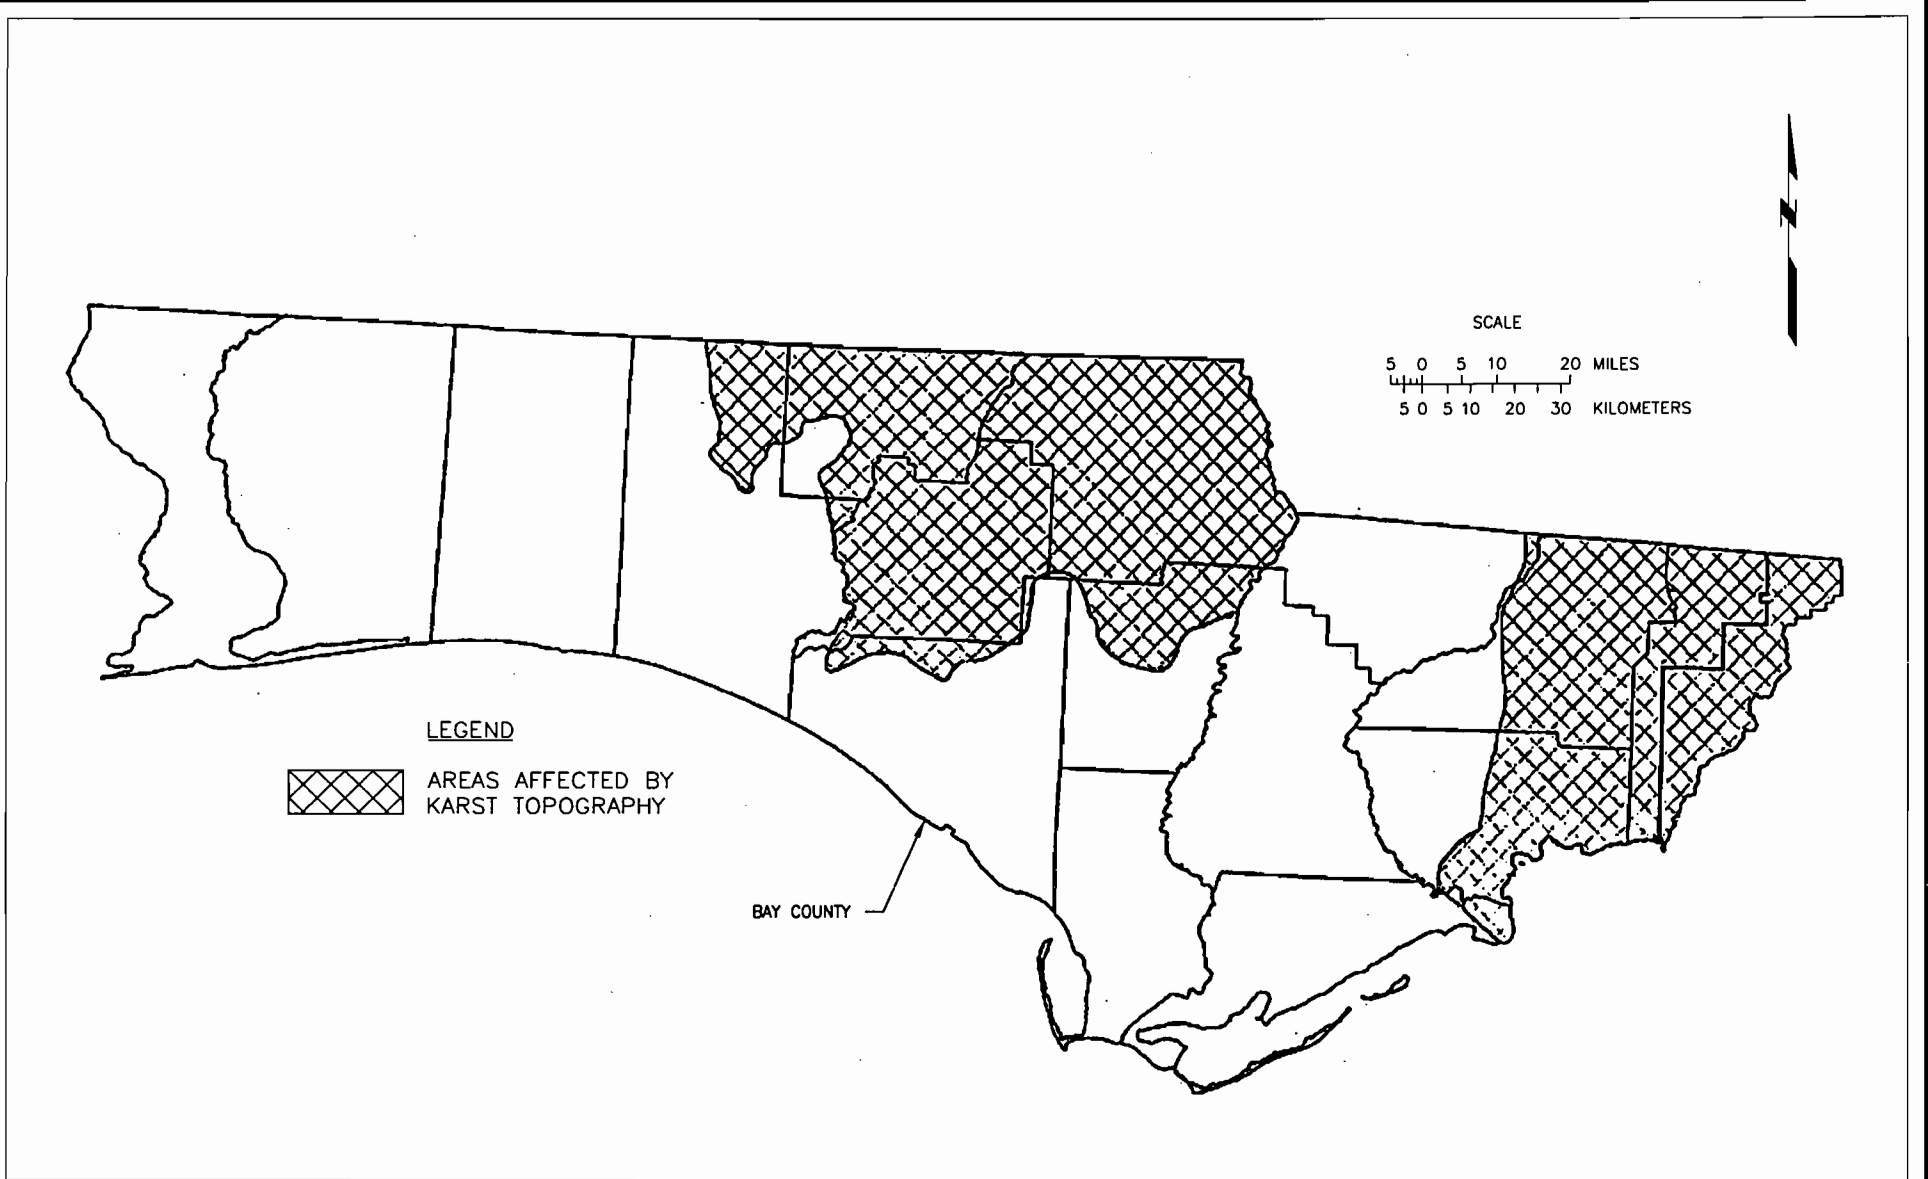 N
SCALE
5 0 5 10 20 MILES
5 0 5 10 20 30 KILOMETERS
LEGEND
AREAS AFFECTED BY
KARST TOPOGRAPHY
BAY COUNTY